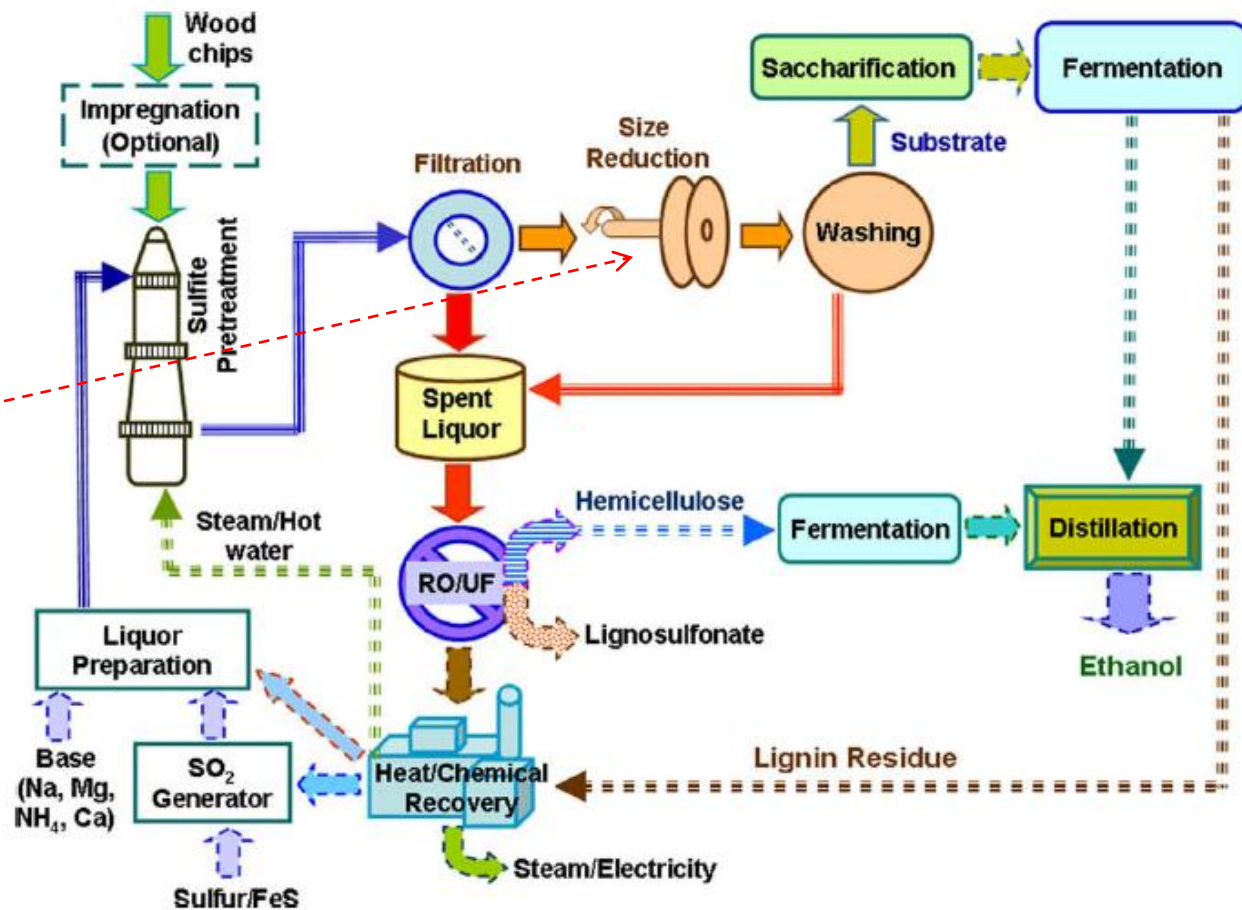 Wood
chips
Impregnation
(Optional)
Sulfite
Pretreatment
Filtration
Size
Reduction
Washing
Substrate
Saccharification
Fermentation
Spent
Liquor
Steam/Hot
water
RO/UF
Hemicellulose
Fermentation
Distillation
Lignosulfonate
Ethanol
Liquor
Preparation
Base
(Na, Mg,
NH₄, Ca)
SO₂
Generator
Sulfur/FeS
Heat/Chemical
Recovery
Lignin Residue
Steam/Electricity